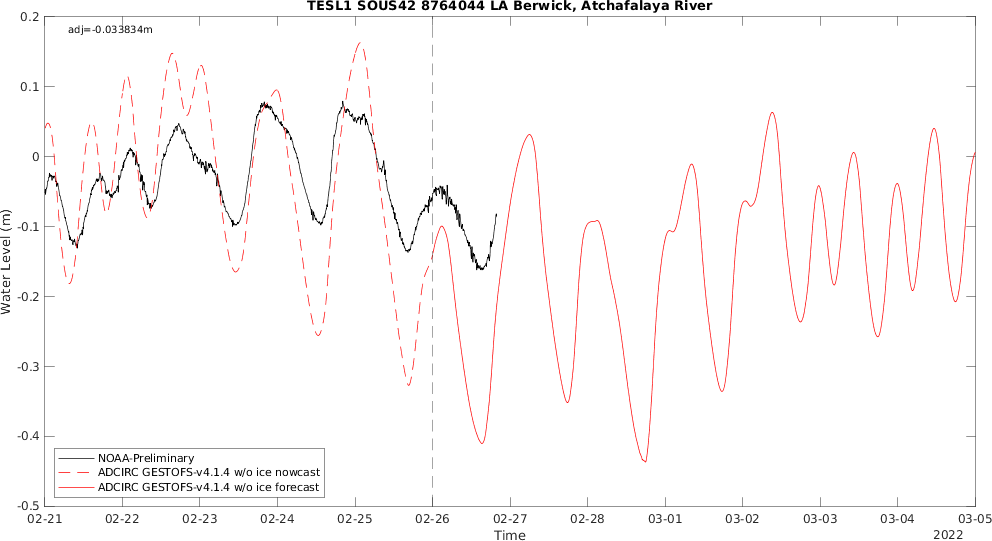 TESL1 SOUS42 8764044 LA Berwick, Atchafalaya River
adj=-0.033834m
0.2
0.1
0
-0.1
-0.2
-0.3
-0.4
-0.5
Water Level (m)
NOAA-Preliminary
ADCIRC GESTOFS-v4.1.4 w/o ice nowcast
ADCIRC GESTOFS-v4.1.4 w/o ice forecast
02-21 02-22 02-23 02-24 02-25 02-26 02-27 02-28 03-01 03-02 03-03 03-04 03-05
Time
2022